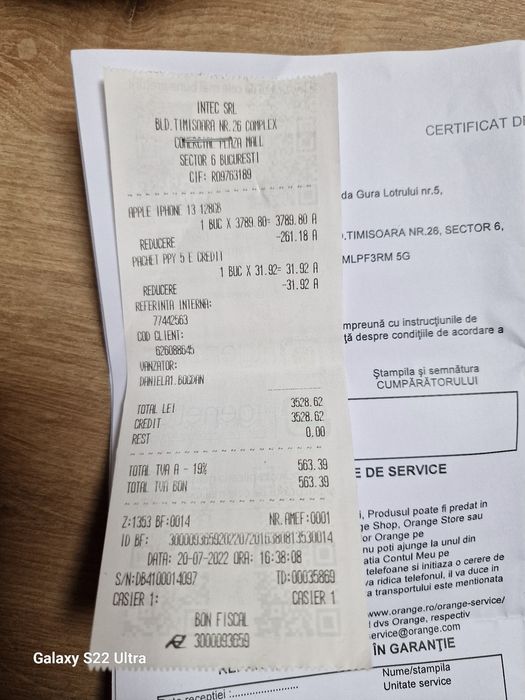 INTEC SRL
BLD.TIMISOARA NR.26 COMPLEX
COMERCIAL PLAZA MALL
SECTOR 6 BUCURESTI
CIF: RO9763189
APPLE IPHONE 13 128GB
1 BUC X 3789.80= 3789.80 A
REDUCERE -261.18 A
PACHET PPY 5 E CREDIT
1 BUC X 31.92= 31.92 A
REDUCERE -31.92 A
REFERINTA INTERNA:
77442563
COD CLIENT:
626088645
VANZATOR:
DANIELA1.BOGDAN
TOTAL LEI 3528.62
CREDIT 3528.62
REST 0.00
TOTAL TVA A - 19% 563.39
TOTAL TVA BON 563.39
Z:1353 BF:0014 NR.AMEF:0001
ID BF: 30000936592022072016380813530014
DATA: 20-07-2022 ORA: 16:38:08
S/N:DB4100014097 TD:00035869
CASIER 1: CASIER 1
BON FISCAL
3000093659
CERTIFICAT
da Gura Lotrului nr.5,
.TIMISOARA NR.26, SECTOR 6,
MLPF3RM 5G
mpreună cu instrucţiunile de
ţă despre condiţiile de acordare a
Ştampila şi semnătura
CUMPĂRĂTORULUI
E DE SERVICE
, Produsul poate fi predat in
e Shop, Orange Store sau
or Orange pe
nu poti ajunge la unul din
atia Contul Meu pe
telefoane si initiaza o cerere de
va ridica telefonul, il va duce in
a transportului este mentionata
www.orange.ro/orange-service/
l dvs Orange, respectiv
ervice@orange.com
ÎN GARANŢIE
Nume/stampila
Unitate service
receptiei :
Galaxy S22 Ultra